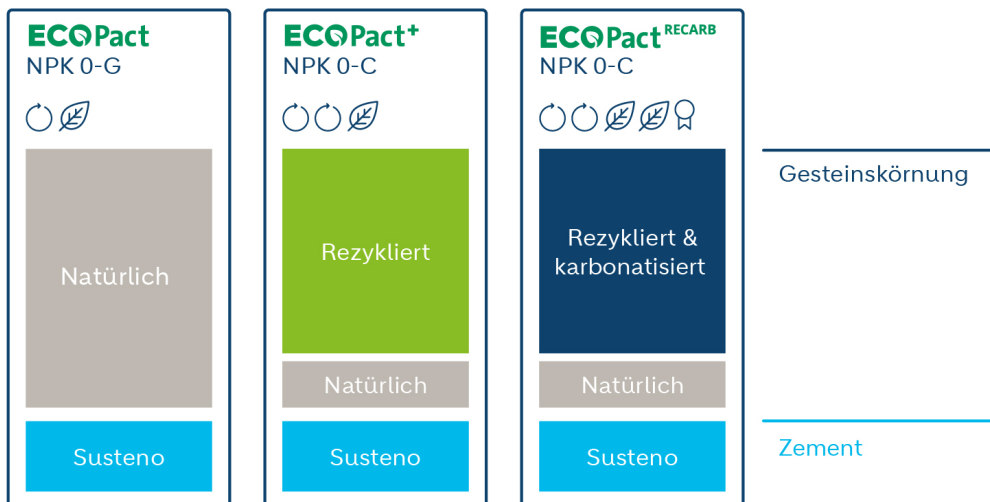 ECOPact
NPK 0-G
Natürlich
Susteno
ECOPact+
NPK 0-C
Rezykliert
Natürlich
Susteno
ECOPact RECARB
NPK 0-C
Rezykliert &
karbonatisiert
Natürlich
Susteno
Gesteinskörnung
Zement